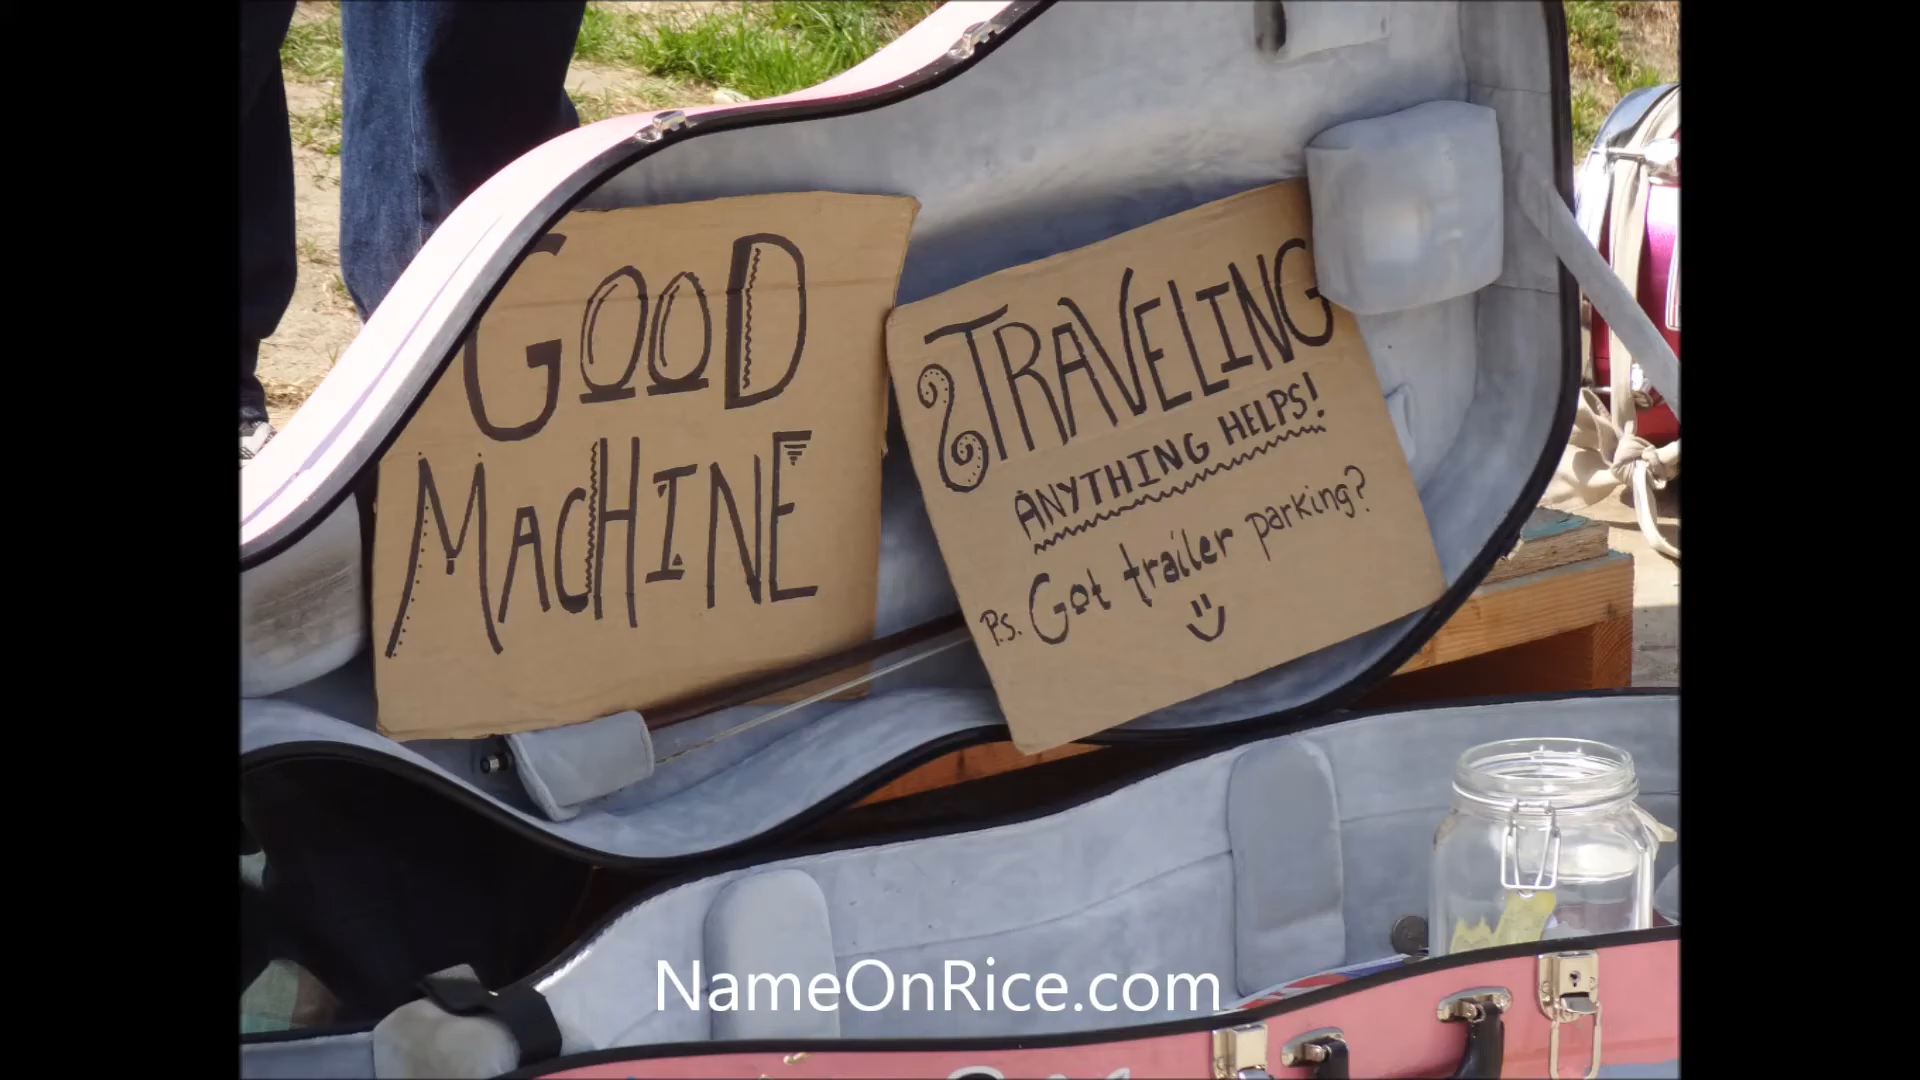 GOOD
MACHINE
TRAVELING
ANYTHING HELPS!
P.S. Got trailer parking?
NameOnRice.com